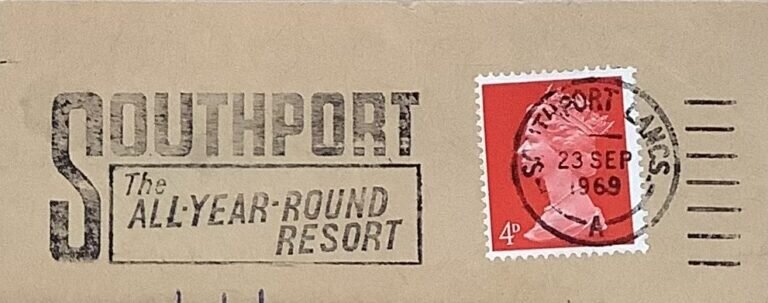 SOUTHPORT
The
ALL-YEAR-ROUND
RESORT
4D
SOUTHPORT LANCS.
23 SEP
1969
A